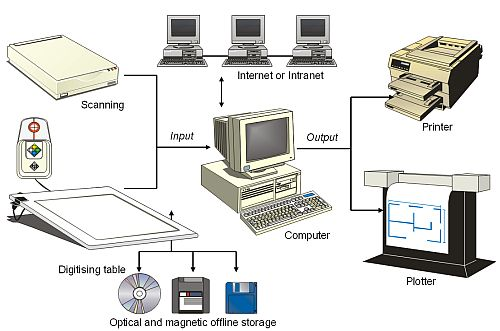 Internet or Intranet
Scanning
Printer
Input
Output
Computer
Digitising table
Plotter
Optical and magnetic offline storage